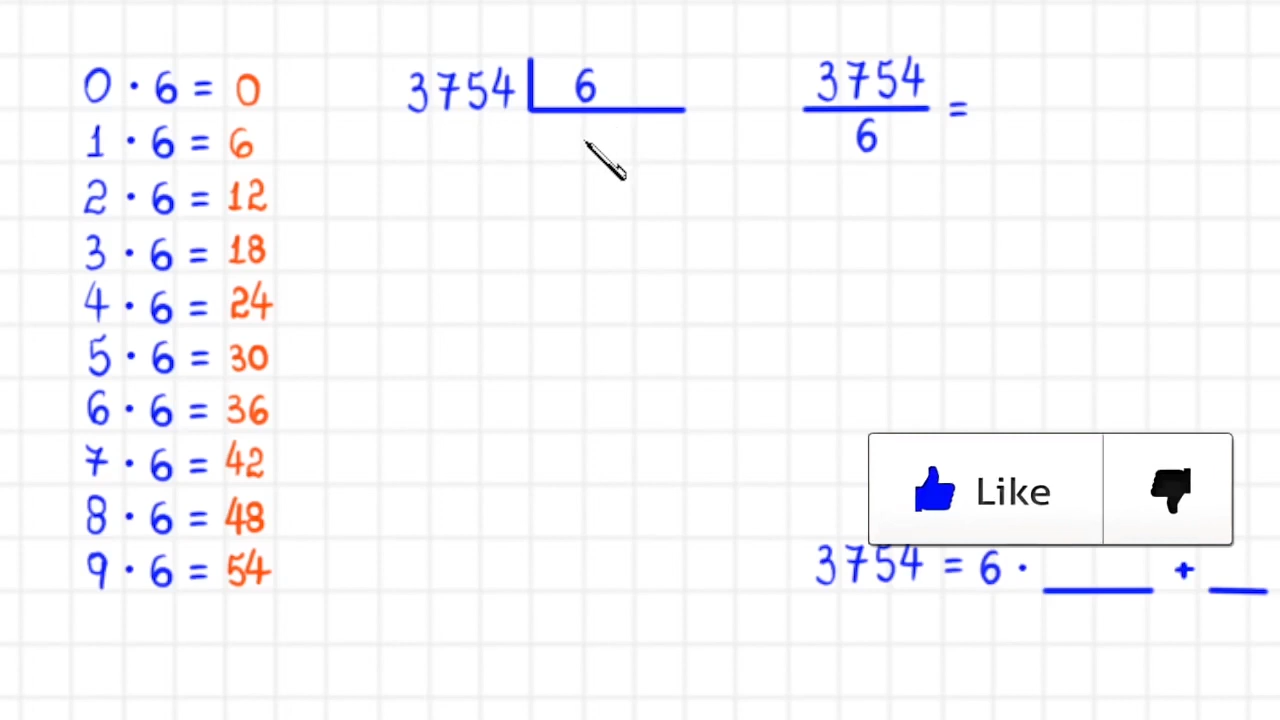 0 · 6 = 0
1 · 6 = 6
2 · 6 = 12
3 · 6 = 18
4 · 6 = 24
5 · 6 = 30
6 · 6 = 36
7 · 6 = 42
8 · 6 = 48
9 · 6 = 54
3754 6
3754
6
=
Like
3754 = 6 · ____ + __